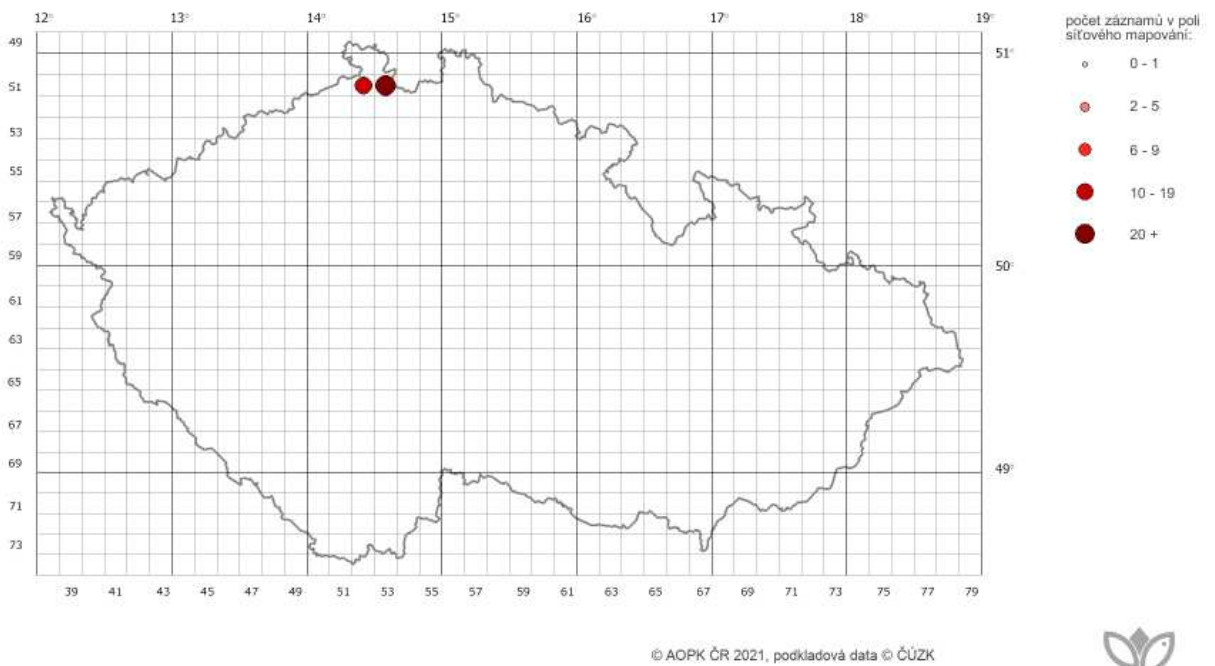 12° 13° 14° 15° 16° 17° 18° 19°
počet záznamů v poli
síťového mapování:
49 51°
0 - 1
51
2 - 5
53
6 - 9
55
10 - 19
57
20 +
59 50°
61
63
65
67
69 49°
71
73
39 41 43 45 47 49 51 53 55 57 59 61 63 65 67 69 71 73 75 77 79
© AOPK ČR 2021, podkladová data © ČÚZK